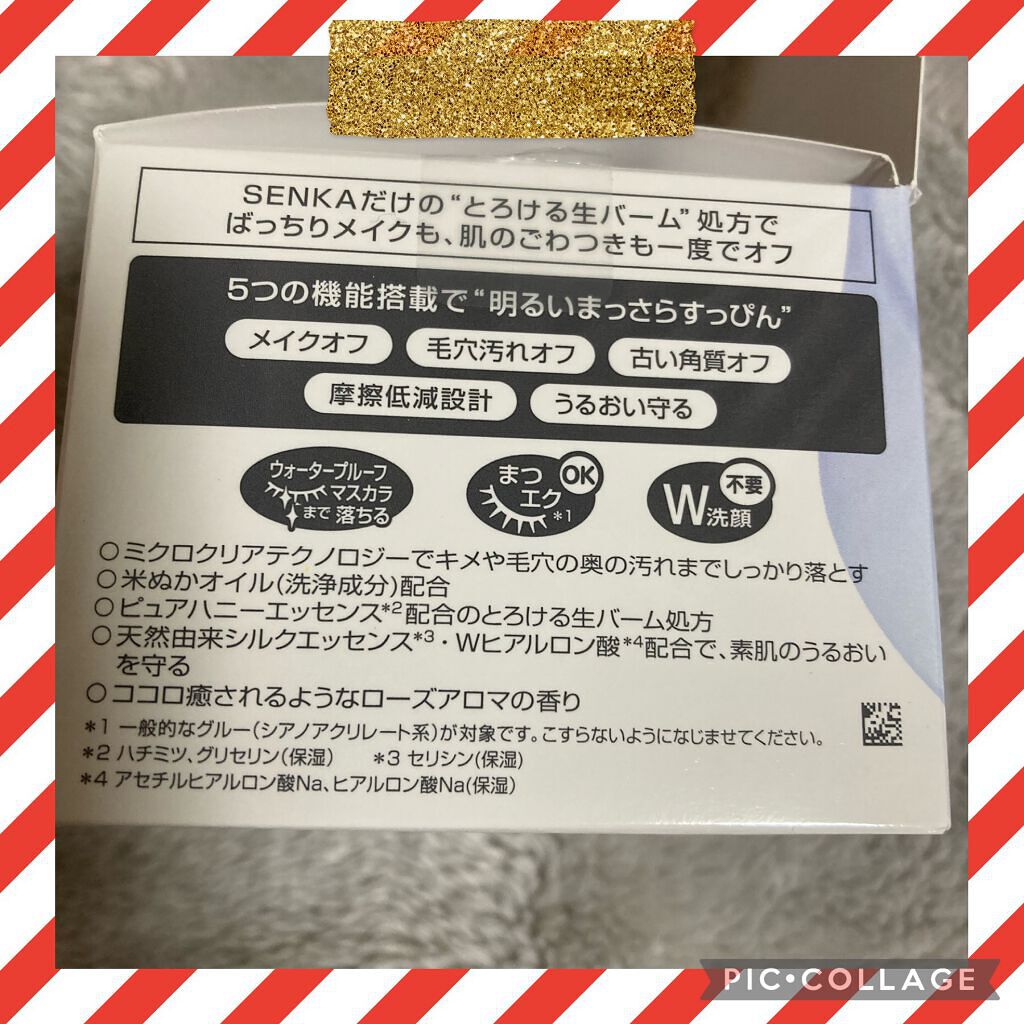 SENKAだけの“とろける生バーム”処方で
ばっちりメイクも、肌のごわつきも一度でオフ
5つの機能搭載で“明るいまっさらすっぴん”
メイクオフ 毛穴汚れオフ 古い角質オフ
摩擦低減設計 うるおい守る
ウォータープルーフ
マスカラ
まで 落ちる
まつ
エク*1
OK
W洗顔
不要
○ミクロクリアテクノロジーでキメや毛穴の奥の汚れまでしっかり落とす
○米ぬかオイル(洗浄成分)配合
○ピュアハニーエッセンス*2配合のとろける生バーム処方
○天然由来シルクエッセンス*3・Wヒアルロン酸*4配合で、素肌のうるおい
を守る
○ココロ癒されるようなローズアロマの香り
*1 一般的なグルー(シアノアクリレート系)が対象です。こすらないようになじませてください。
*2 ハチミツ、グリセリン(保湿) *3 セリシン(保湿)
*4 アセチルヒアルロン酸Na、ヒアルロン酸Na(保湿)
PIC•COLLAGE